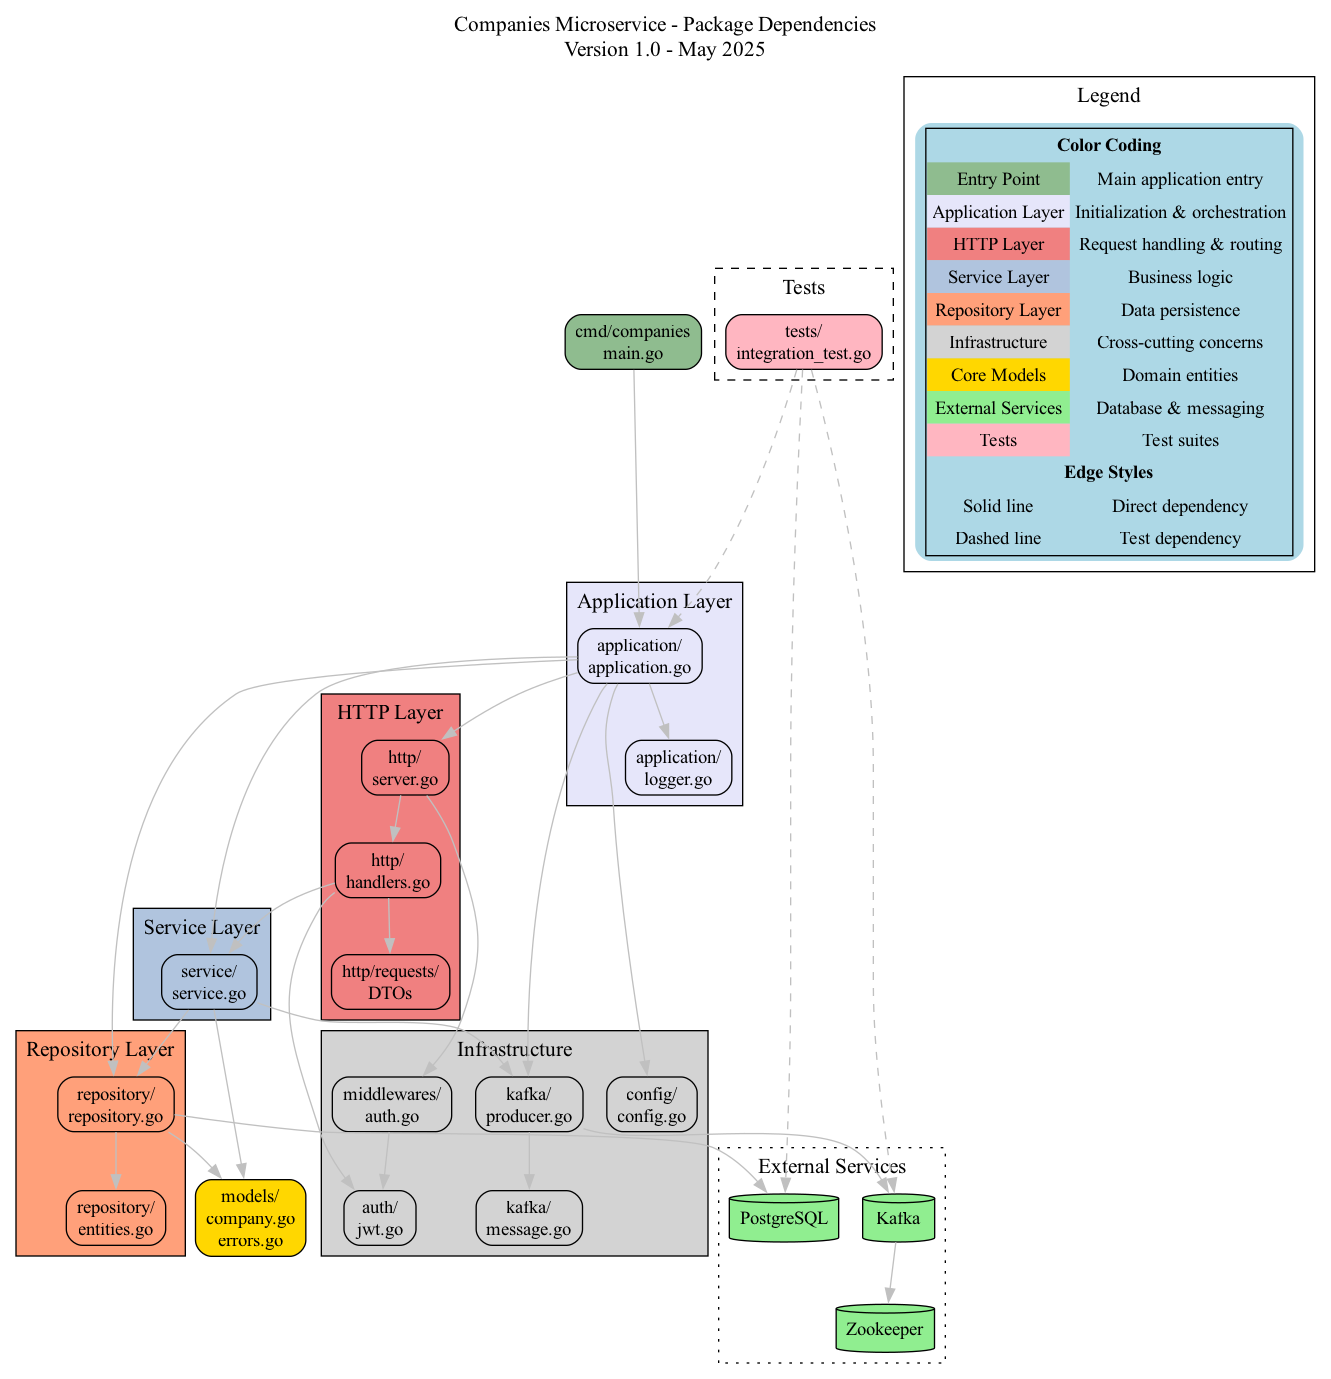 Companies Microservice - Package Dependencies
Version 1.0 - May 2025
Legend
Color Coding
Entry Point Main application entry
Application Layer Initialization & orchestration
HTTP Layer Request handling & routing
Service Layer Business logic
Repository Layer Data persistence
Infrastructure Cross-cutting concerns
Core Models Domain entities
External Services Database & messaging
Tests Test suites
Edge Styles
Solid line Direct dependency
Dashed line Test dependency
Tests
tests/
integration_test.go
cmd/companies
main.go
Application Layer
application/
application.go
application/
logger.go
HTTP Layer
http/
server.go
http/
handlers.go
http/requests/
DTOs
Service Layer
service/
service.go
Repository Layer
repository/
repository.go
repository/
entities.go
models/
company.go
errors.go
Infrastructure
middlewares/
auth.go
kafka/
producer.go
config/
config.go
auth/
jwt.go
kafka/
message.go
External Services
PostgreSQL
Kafka
Zookeeper